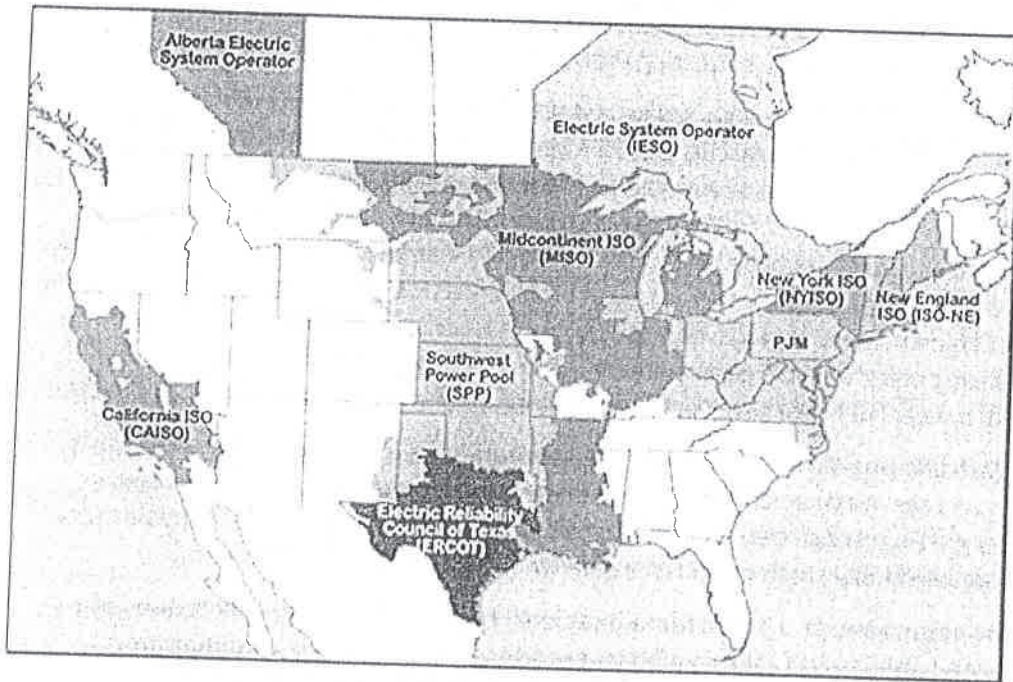 Alberta Electric
System Operator
Electric System Operator
(IESO)
Midcontinent ISO
(MISO)
New York ISO
(NYISO)
New England
ISO (ISO-NE)
PJM
Southwest
Power Pool
(SPP)
California ISO
(CAISO)
Electric Reliability
Council of Texas
(ERCOT)